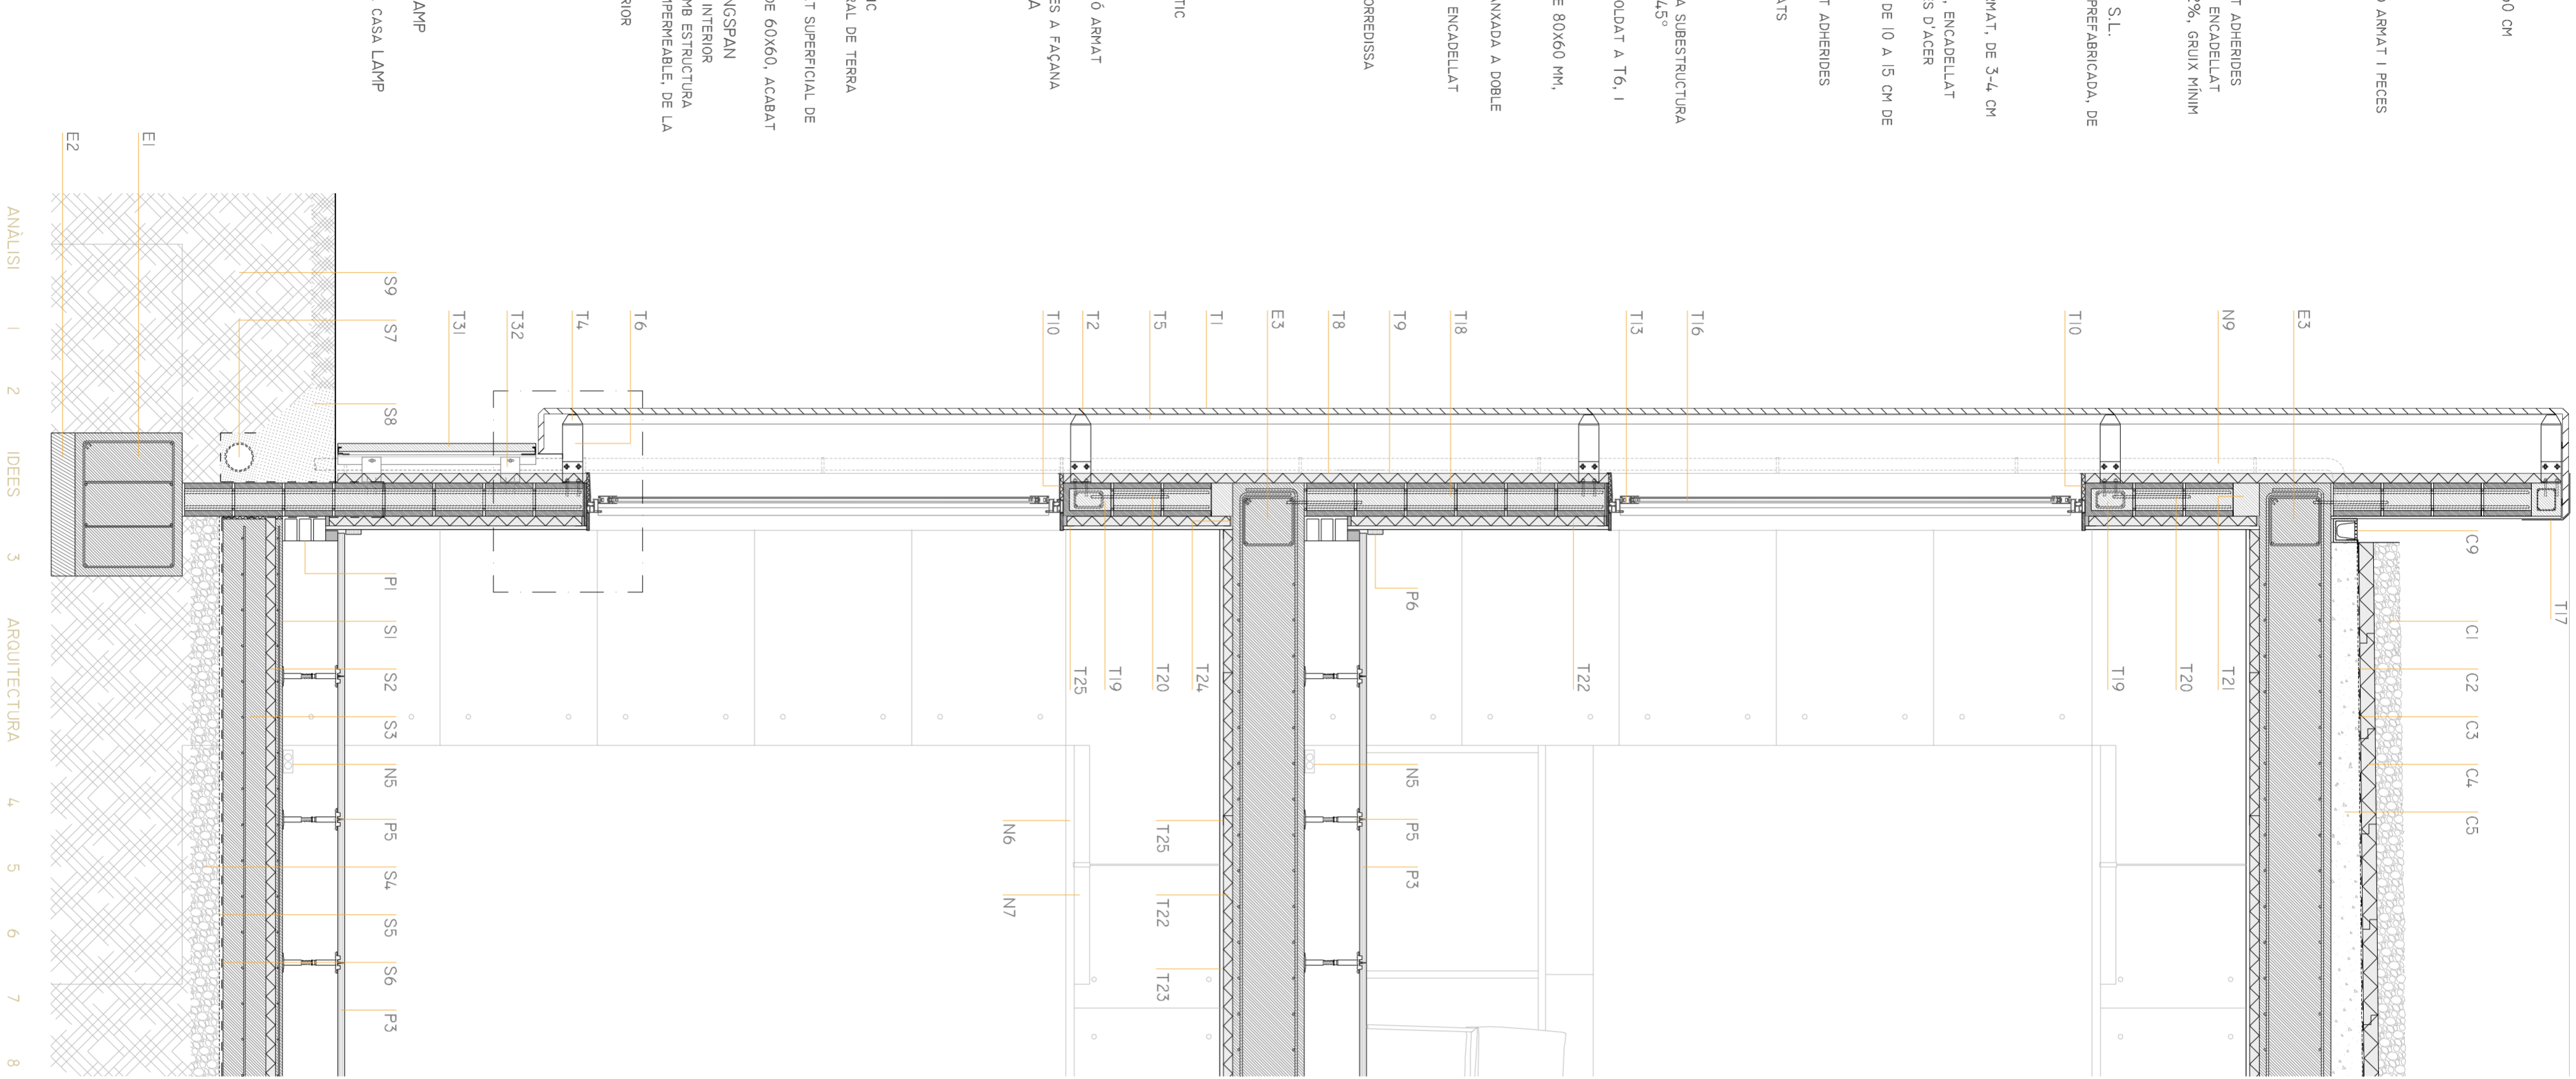 00 CM
Ó ARMAT I PECES
T ADHERIDES
ENCADELLAT
2%, GRUIX MÍNIM
S.L.
PREFABRICADA, DE
RMAT, DE 3-4 CM
, ENCADELLAT
S D'ACER
DE 10 A 15 CM DE
T ADHERIDES
ATS
A SUBESTRUCTURA
45°
OLDAT A T6, I
E 80X60 MM,
ANXADA A DOBLE
ENCADELLAT
ORREDISSA
TIC
Ó ARMAT
ES A FAÇANA
A
IC
RAL DE TERRA
T SUPERFICIAL DE
DE 60X60, ACABAT
NGSPAN
INTERIOR
MB ESTRUCTURA
MPERMEABLE, DE LA
RIOR
AMP
, CASA LAMP
T17
C9
C1
C2
C3
C4
C5
E3
N9
T10
T21
T20
T19
T16
T13
T22
T18
T9
T8
E3
T1
T5
T2
T10
P6
N5
P5
P3
T24
T20
T19
T25
T25
T22
T23
N6
N7
T6
T4
T32
T31
S9
S7
S8
P1
S1
S2
S3
N5
P5
S4
S5
S6
P3
E1
E2
ANÀLISI 1 2 IDEES 3 ARQUITECTURA 4 5 6 7 8